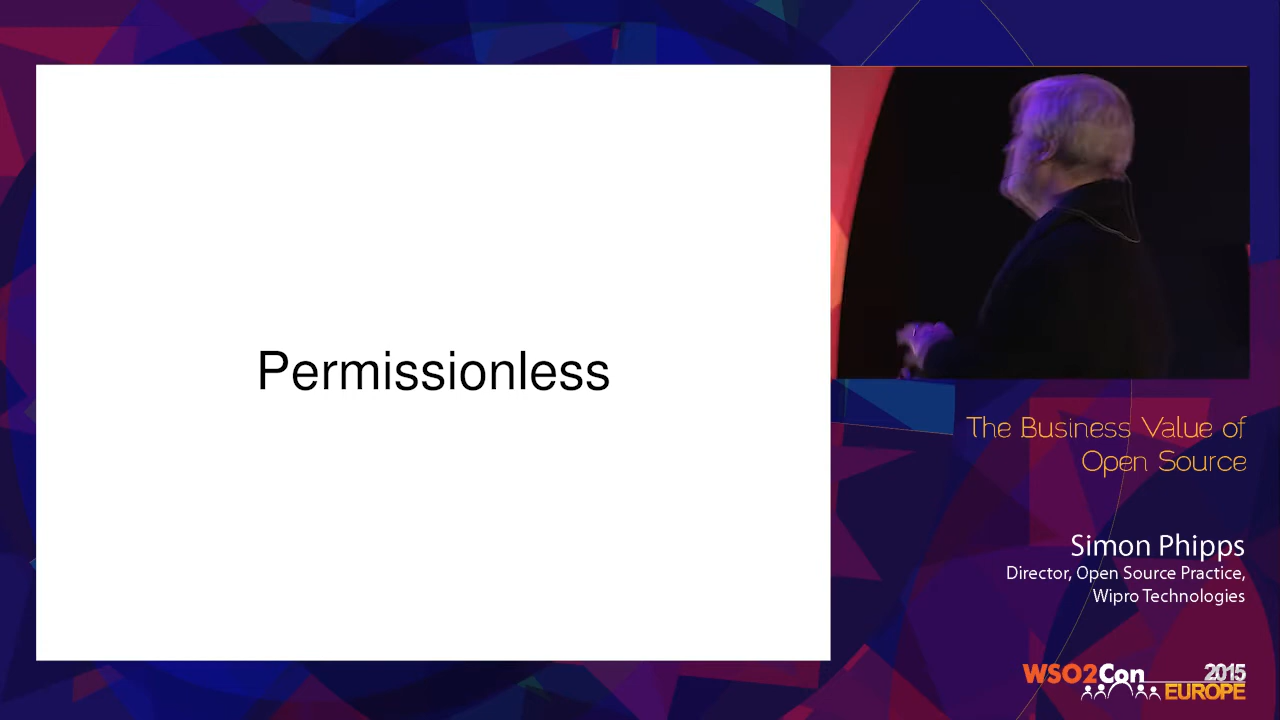 Permissionless
The Business Value of
Open Source
Simon Phipps
Director, Open Source Practice,
Wipro Technologies
WSO2Con 2015
EUROPE